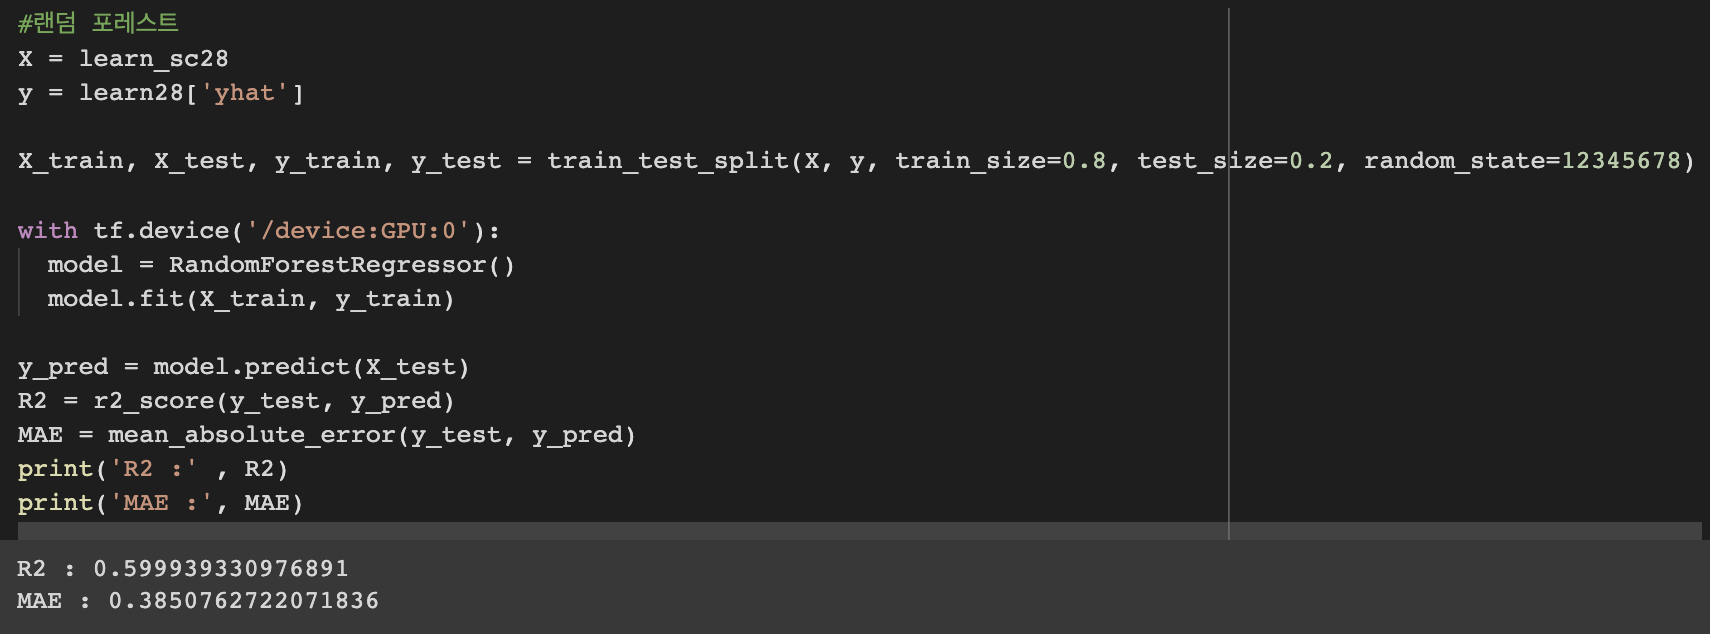 #랜덤 포레스트
X = learn_sc28
y = learn28['yhat']
X_train, X_test, y_train, y_test = train_test_split(X, y, train_size=0.8, test_size=0.2, random_state=12345678)
with tf.device('/device:GPU:0'):
  model = RandomForestRegressor()
  model.fit(X_train, y_train)
y_pred = model.predict(X_test)
R2 = r2_score(y_test, y_pred)
MAE = mean_absolute_error(y_test, y_pred)
print('R2 :' , R2)
print('MAE :', MAE)
R2 : 0.599939330976891
MAE : 0.3850762722071836